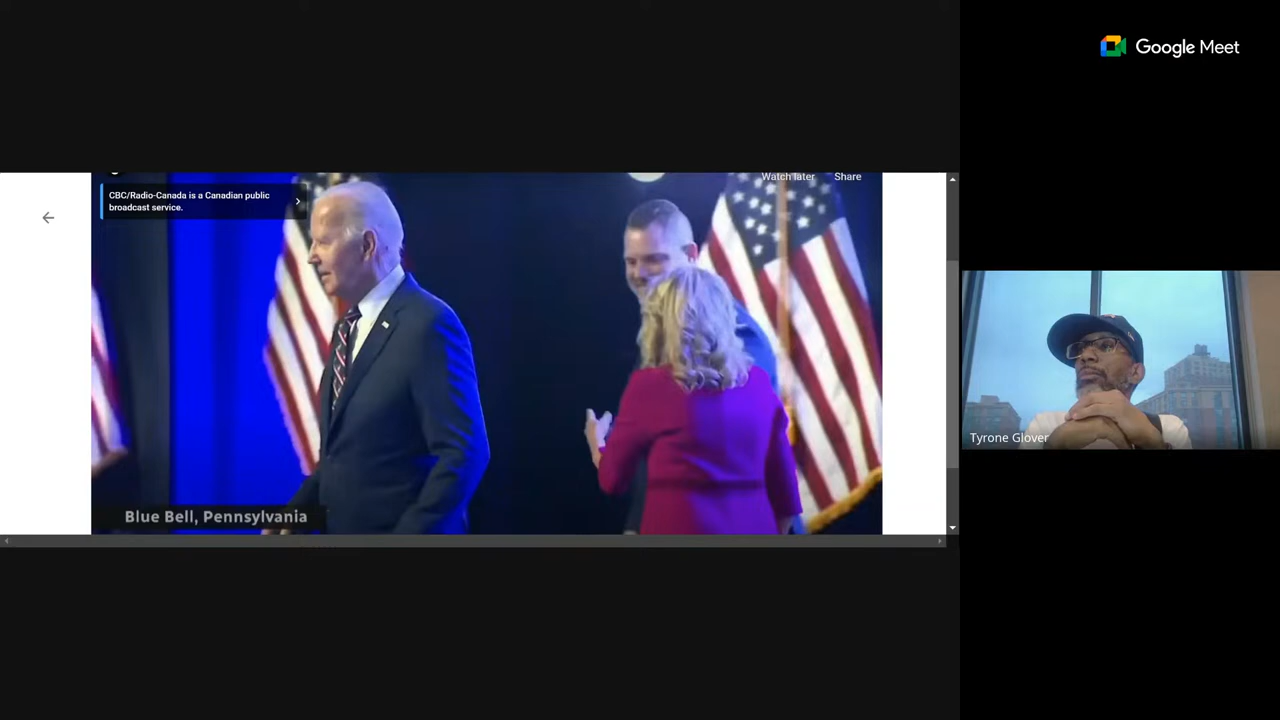 Google Meet
Watch later
Share
CBC/Radio-Canada is a Canadian public
broadcast service.
Tyrone Glover
Blue Bell, Pennsylvania